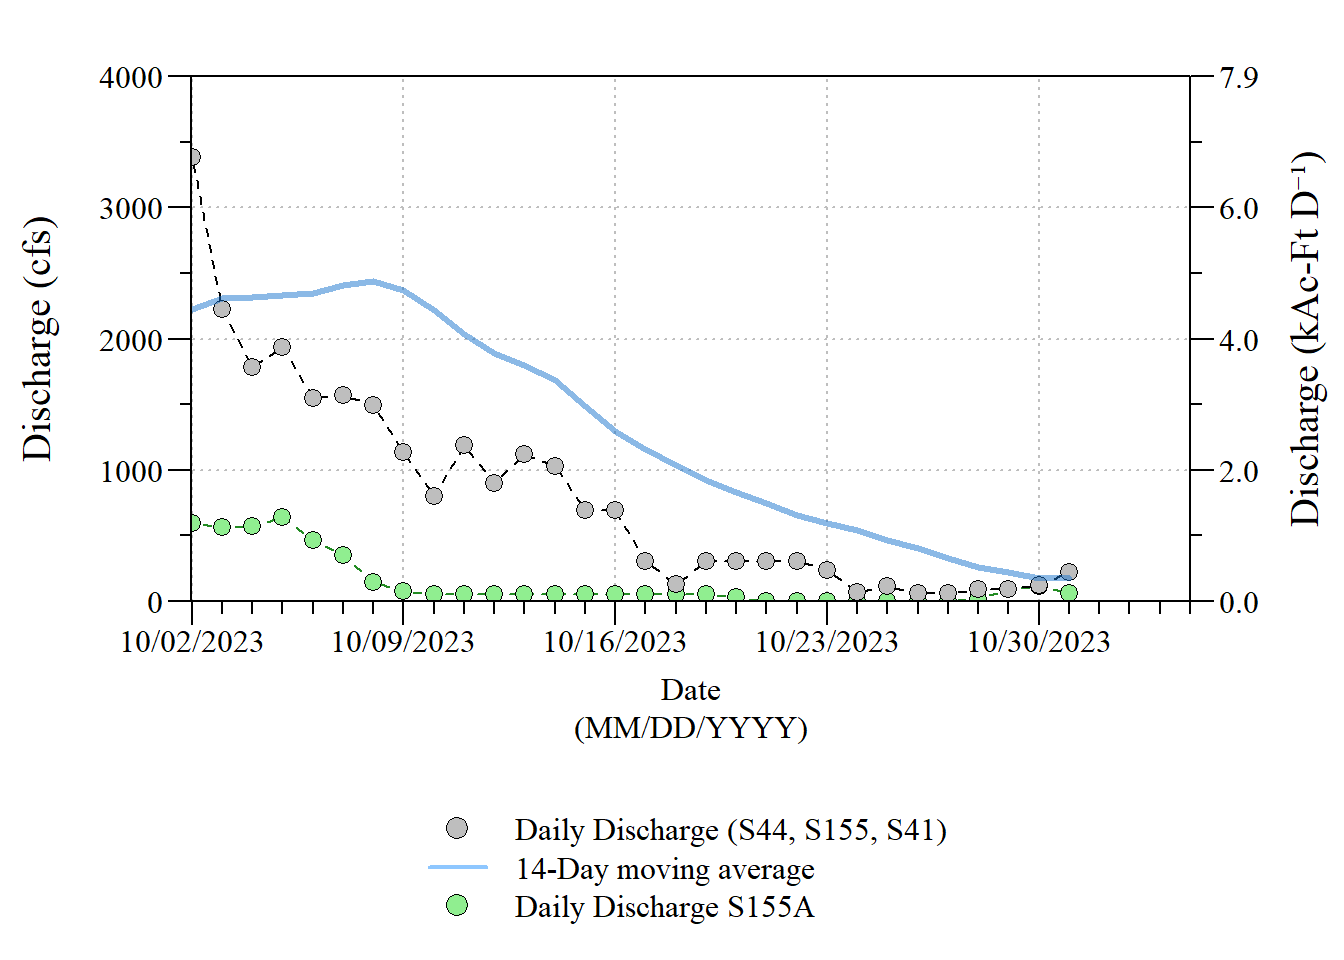 4000
3000
2000
1000
0
Discharge (cfs)
7.9
6.0
4.0
2.0
0.0
Discharge (kAc-Ft D⁻¹)
10/02/2023 10/09/2023 10/16/2023 10/23/2023 10/30/2023
Date
(MM/DD/YYYY)
Daily Discharge (S44, S155, S41)
14-Day moving average
Daily Discharge S155A